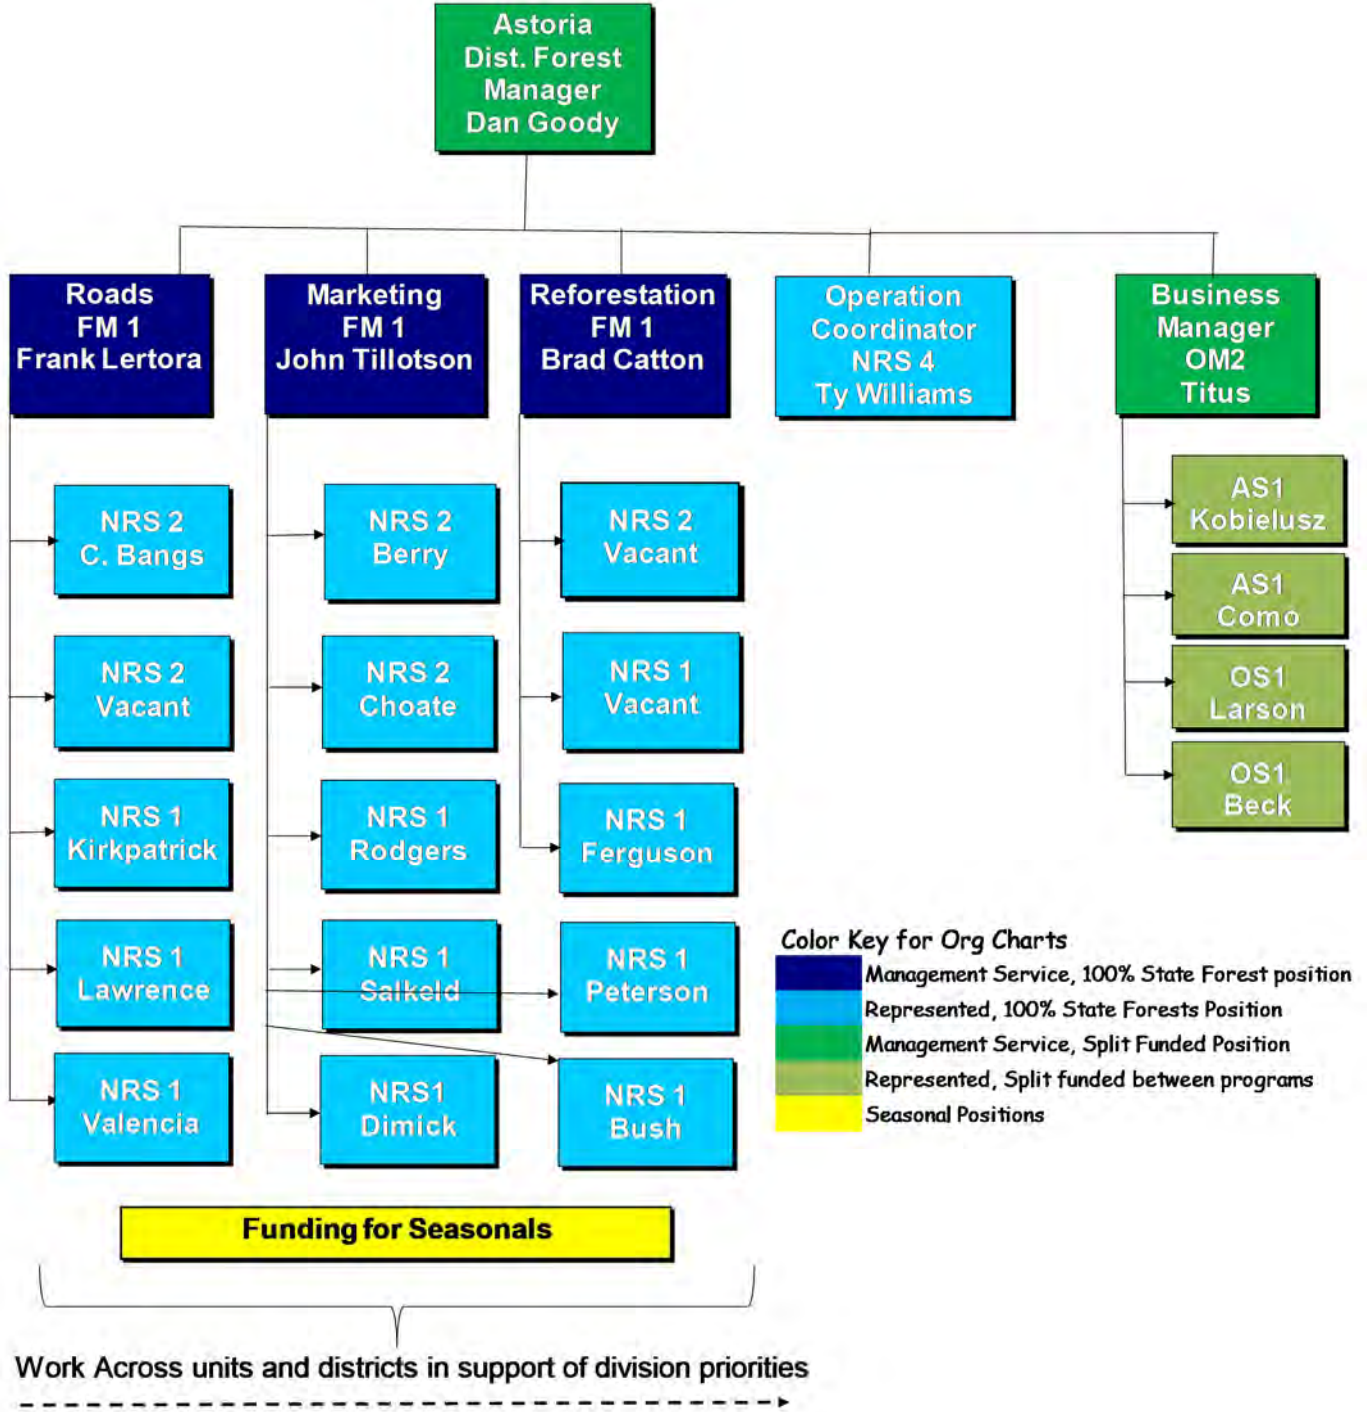 Astoria
Dist. Forest
Manager
Dan Goody
Roads
FM 1
Frank Lertora
Marketing
FM 1
John Tillotson
Reforestation
FM 1
Brad Catton
Operation
Coordinator
NRS 4
Ty Williams
Business
Manager
OM2
Titus
NRS 2
C. Bangs
NRS 2
Vacant
NRS 1
Kirkpatrick
NRS 1
Lawrence
NRS 1
Valencia
NRS 2
Berry
NRS 2
Choate
NRS 1
Rodgers
NRS 1
Salkeld
NRS1
Dimick
NRS 2
Vacant
NRS 1
Vacant
NRS 1
Ferguson
NRS 1
Peterson
NRS 1
Bush
AS1
Kobielusz
AS1
Como
OS1
Larson
OS1
Beck
Color Key for Org Charts
Management Service, 100% State Forest position
Represented, 100% State Forests Position
Management Service, Split Funded Position
Represented, Split funded between programs
Seasonal Positions
Funding for Seasonals
Work Across units and districts in support of division priorities